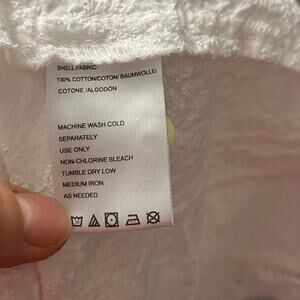 SHELL FABRIC
100% COTTON/COTON/ BAUMWOLLE/
COTONE /ALGODÓN
MACHINE WASH COLD
SEPARATELY
USE ONLY
NON-CHLORINE BLEACH
TUMBLE DRY LOW
MEDIUM IRON
AS NEEDED